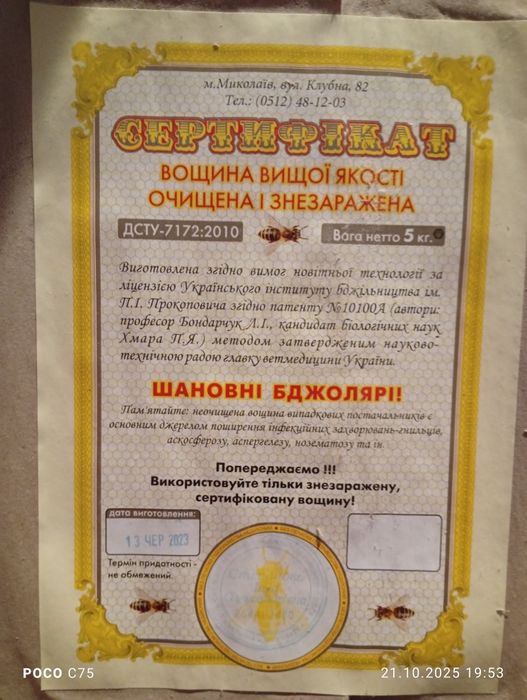 м.Миколаїв, вул. Клубна, 82
Тел.: (0512) 48-12-03
СЕРТИФІКАТ
ВОЩИНА ВИЩОЇ ЯКОСТІ
ОЧИЩЕНА І ЗНЕЗАРАЖЕНА
ДСТУ-7172:2010
Вага нетто 5 кг.
Виготовлена згідно вимог новітньої технології за
ліцензією Українського інституту бджільництва ім.
П.І. Прокоповича згідно патенту №10100А (автори:
професор Бондарчук Л.І., кандидат біологічних наук
Хмара П.Я.) методом затвердженим науково-
технічною радою главку ветмедицини України.
ШАНОВНІ БДЖОЛЯРІ!
Пам'ятайте: неочищена вощина випадкових постачальників є
основним джерелом поширення інфекційних захворювань-гнильців,
аскосферозу, аспергелезу, нозематозу та ін.
Попереджаємо !!!
Використовуйте тільки знезаражену,
сертифіковану вощину!
дата виготовлення:
13 ЧЕР 2023
Термін придатності -
не обмежений.
POCO C75
21.10.2025 19:53